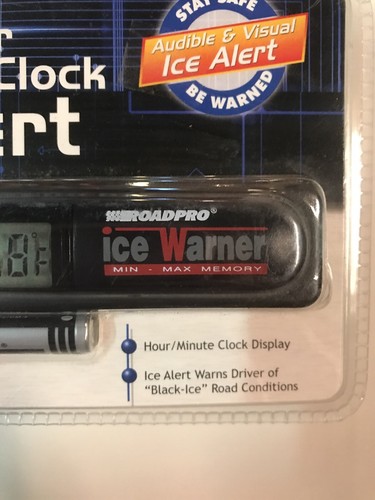 STAY SAFE
Audible & Visual
Ice Alert
BE WARNED
Clock
ROADPRO®
ice Warner
MIN - MAX MEMORY
Hour/Minute Clock Display
Ice Alert Warns Driver of
"Black-Ice" Road Conditions